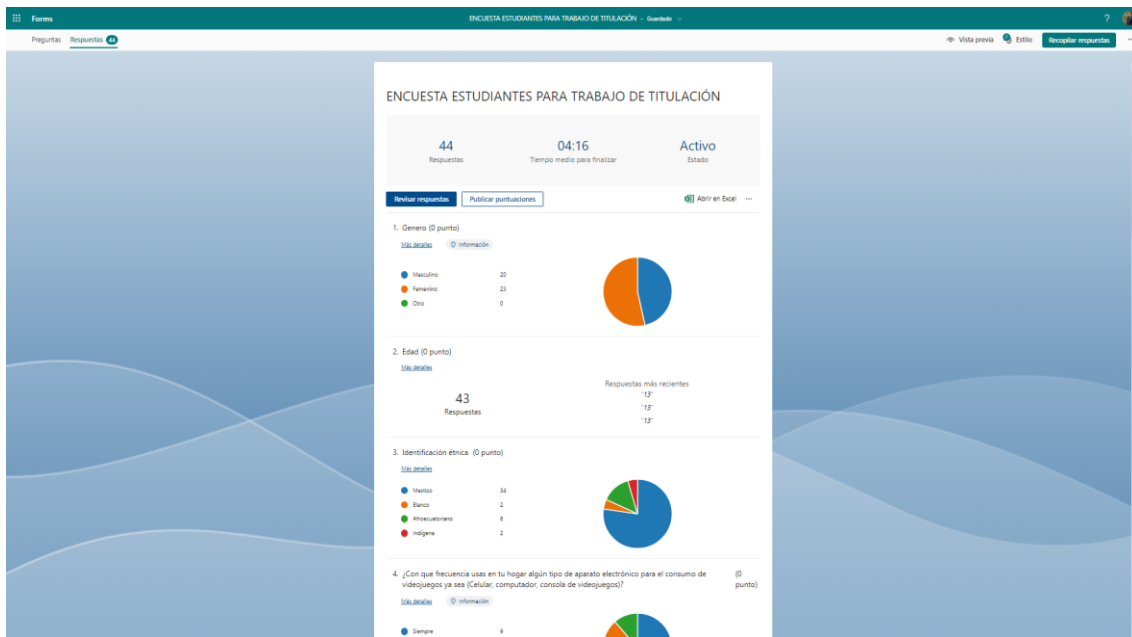 Forms
ENCUESTA ESTUDIANTES PARA TRABAJO DE TITULACIÓN - Guardado
?
Preguntas Respuestas 44
Vista previa Estilo Recopilar respuestas
ENCUESTA ESTUDIANTES PARA TRABAJO DE TITULACIÓN
44 04:16 Activo
Respuestas Tiempo medio para finalizar Estado
Revisar respuestas Publicar puntuaciones Abrir en Excel ...
1. Genero (0 punto)
Más detalles Información
Masculino 20
Femenino 23
Otro 0
2. Edad (0 punto)
Más detalles
Respuestas más recientes
43 "13"
Respuestas "13"
"13"
3. Identificación étnica (0 punto)
Más detalles
Mestizo 34
Blanco 2
Afroecuatoriano 6
Indígena 2
4. ¿Con que frecuencia usas en tu hogar algún tipo de aparato electrónico para el consumo de (0
videojuegos ya sea (Celular, computador, consola de videojuegos)? punto)
Más detalles Información
Siempre 9